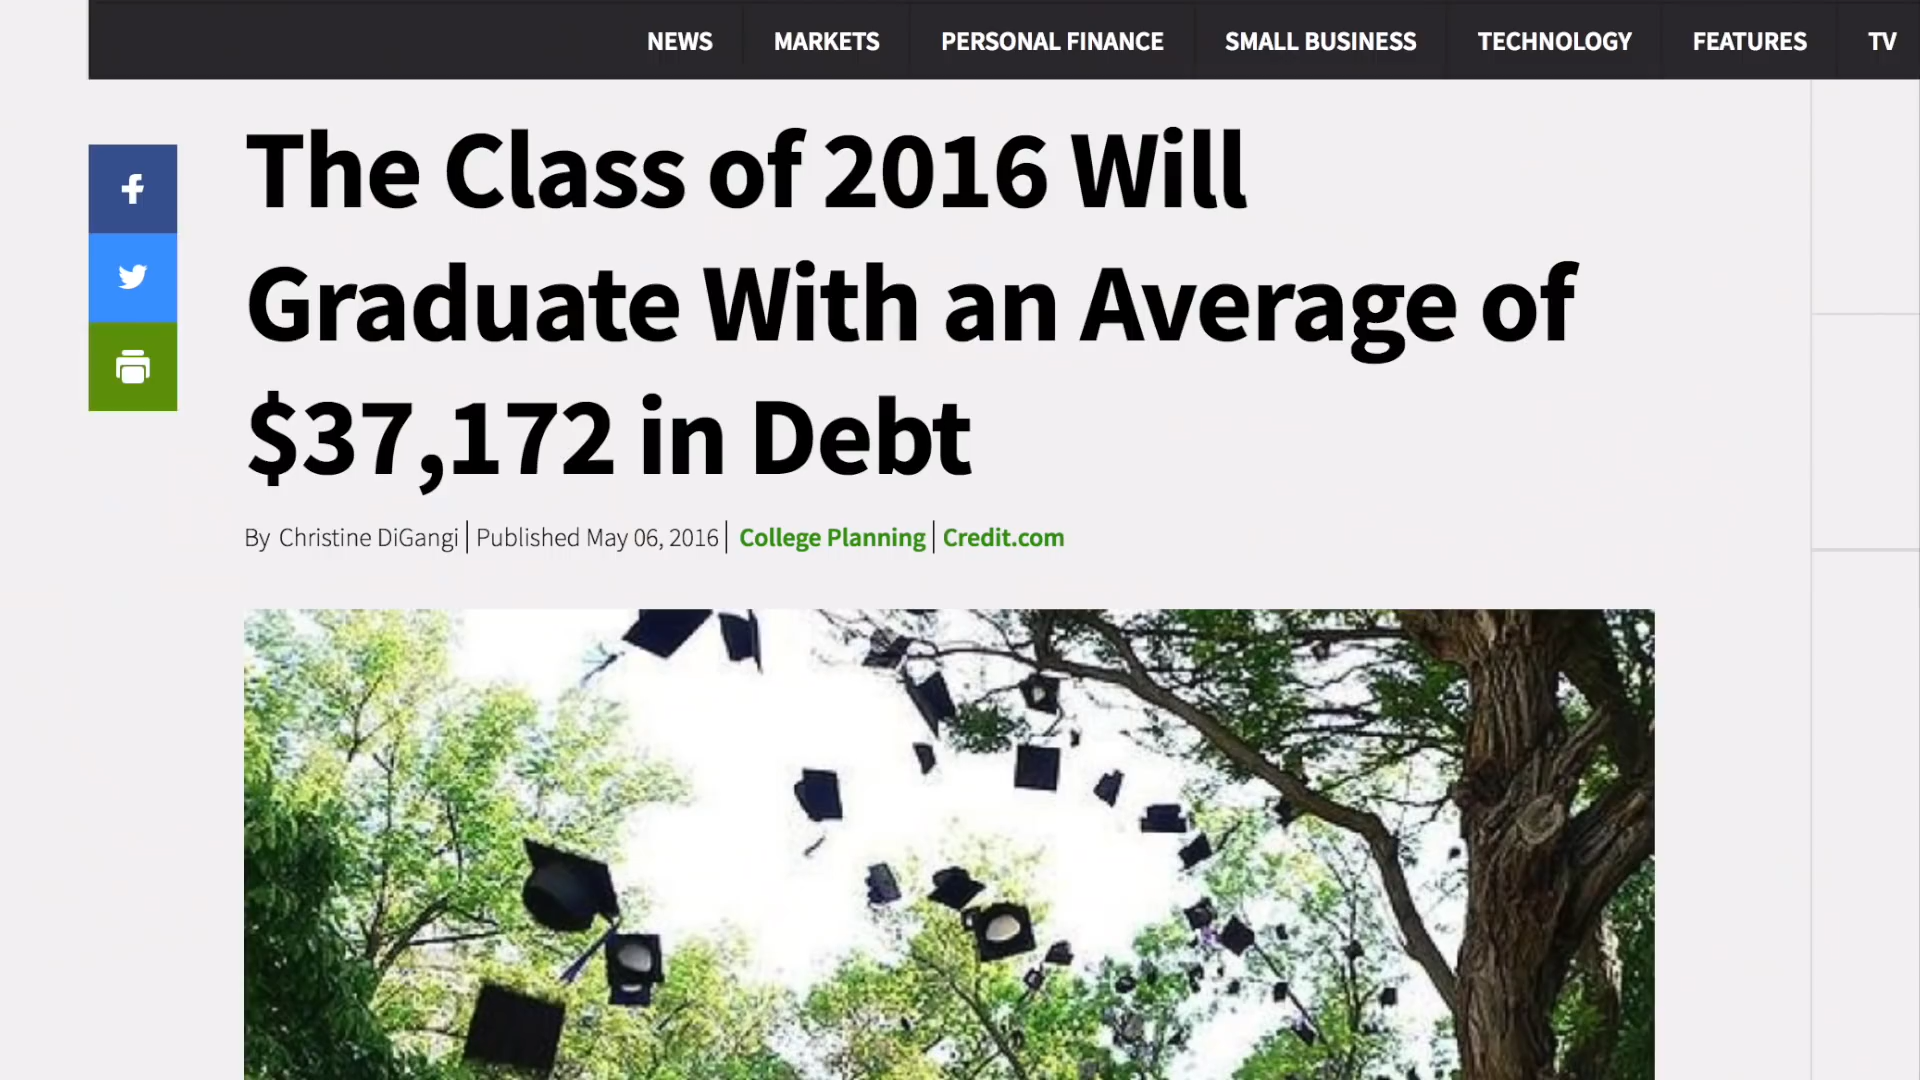 NEWS MARKETS PERSONAL FINANCE SMALL BUSINESS TECHNOLOGY FEATURES TV
The Class of 2016 Will
Graduate With an Average of
$37,172 in Debt
By Christine DiGangi | Published May 06, 2016 | College Planning | Credit.com